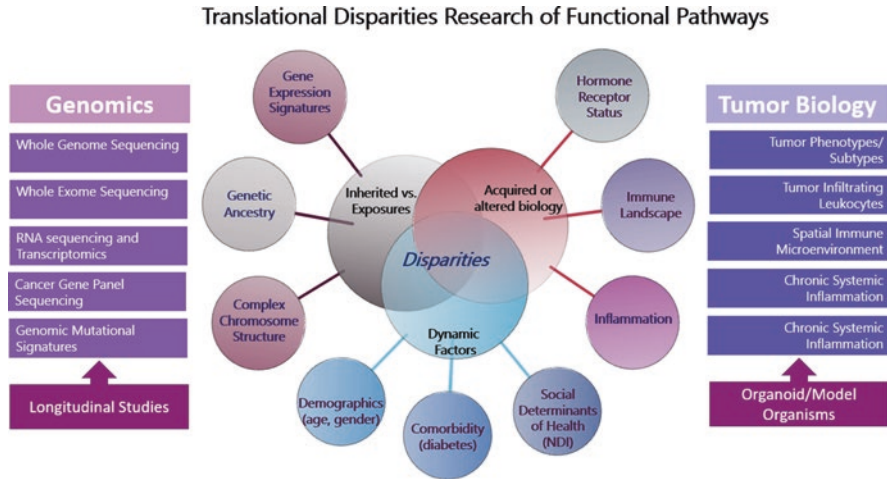 Translational Disparities Research of Functional Pathways
Genomics
Whole Genome Sequencing
Whole Exome Sequencing
RNA sequencing and
Transcriptomics
Cancer Gene Panel
Sequencing
Genomic Mutational
Signatures
Longitudinal Studies
Gene
Expression
Signatures
Genetic
Ancestry
Complex
Chromosome
Structure
Inherited vs.
Exposures
Acquired or
altered biology
Disparities
Dynamic
Factors
Hormone
Receptor
Status
Immune
Landscape
Inflammation
Demographics
(age, gender)
Comorbidity
(diabetes)
Social
Determinants
of Health
(NDI)
Tumor Biology
Tumor Phenotypes/
Subtypes
Tumor Infiltrating
Leukocytes
Spatial Immune
Microenvironment
Chronic Systemic
Inflammation
Chronic Systemic
Inflammation
Organoid/Model
Organisms